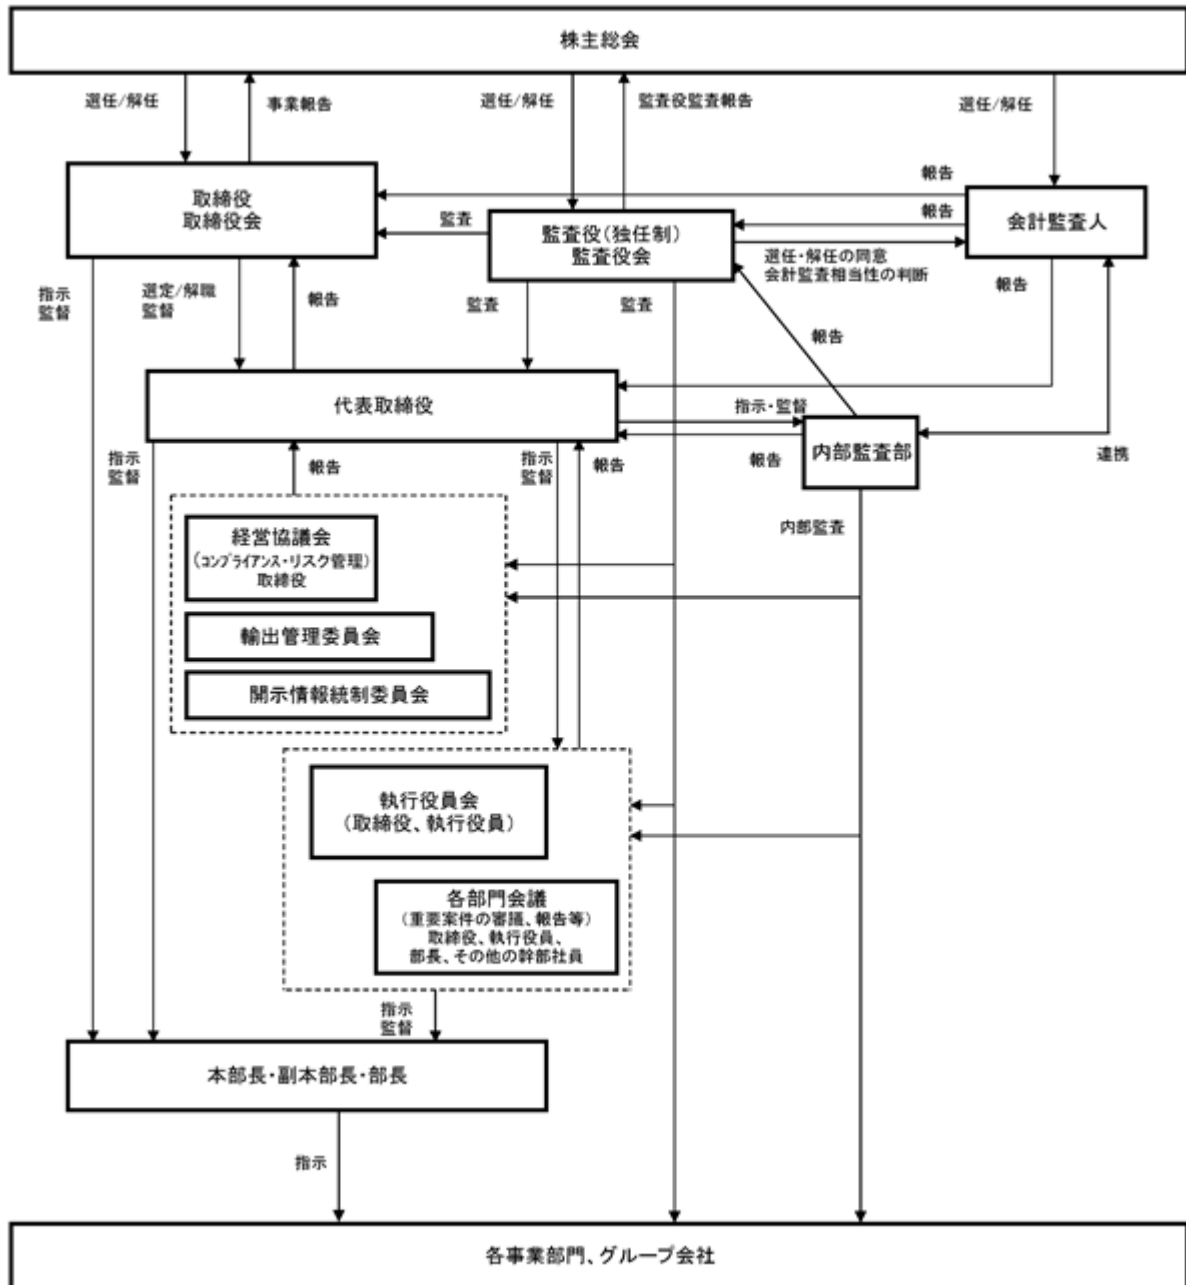 株主総会
選任/解任
事業報告
選任/解任
監査役監査報告
選任/解任
取締役
取締役会
報告
報告
会計監査人
監査
監査役(独任制)
監査役会
選任・解任の同意
会計監査相当性の判断
指示
監督
選定/解職
監督
報告
監査
監査
報告
報告
代表取締役
指示・監督
報告
内部監査部
連携
指示
監督
報告
指示
監督
報告
内部監査
経営協議会
(コンプライアンス・リスク管理)
取締役
輸出管理委員会
開示情報統制委員会
執行役員会
(取締役、執行役員)
各部門会議
(重要案件の審議、報告等)
取締役、執行役員、
部長、その他の幹部社員
指示
監督
本部長・副本部長・部長
指示
各事業部門、グループ会社